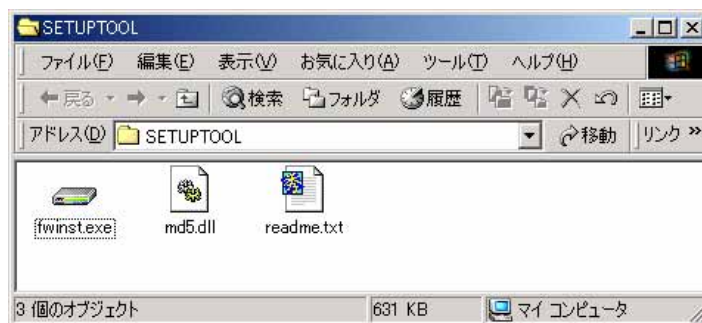 SETUPTOOL
ファイル(F) 編集(E) 表示(V) お気に入り(A) ツール(T) ヘルプ(H)
戻る 検索 フォルダ 履歴
アドレス(D) SETUPTOOL 移動 リンク »
fwinst.exe md5.dll readme.txt
3 個のオブジェクト 631 KB マイ コンピュータ